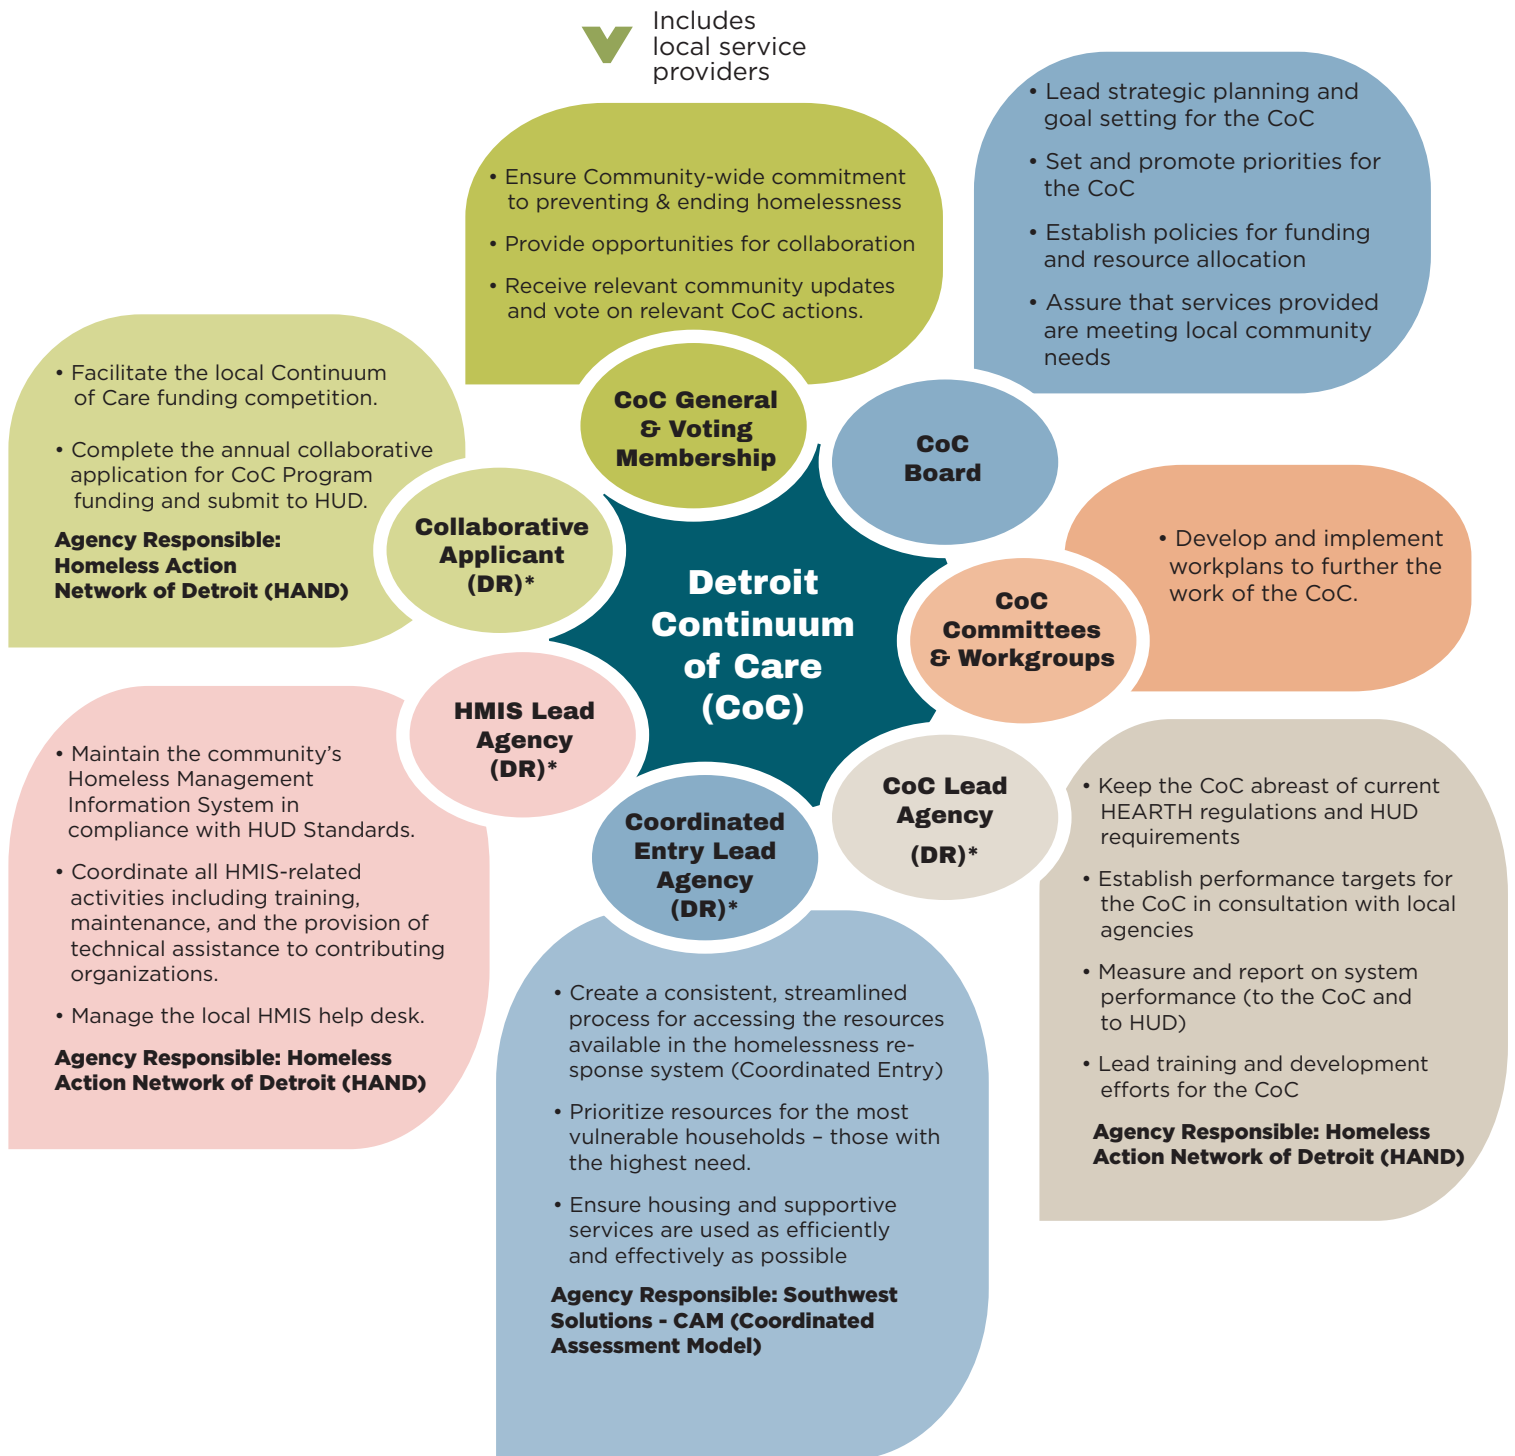 Includes
local service
providers
• Ensure Community-wide commitment
to preventing & ending homelessness
• Provide opportunities for collaboration
• Receive relevant community updates
and vote on relevant CoC actions.
CoC General
& Voting
Membership
• Lead strategic planning and
goal setting for the CoC
• Set and promote priorities for
the CoC
• Establish policies for funding
and resource allocation
• Assure that services provided
are meeting local community
needs
CoC
Board
• Facilitate the local Continuum
of Care funding competition.
• Complete the annual collaborative
application for CoC Program
funding and submit to HUD.
Agency Responsible:
Homeless Action
Network of Detroit (HAND)
Collaborative
Applicant
(DR)*
Detroit
Continuum
of Care
(CoC)
• Develop and implement
workplans to further the
work of the CoC.
CoC
Committees
& Workgroups
HMIS Lead
Agency
(DR)*
• Maintain the community's
Homeless Management
Information System in
compliance with HUD Standards.
• Coordinate all HMIS-related
activities including training,
maintenance, and the provision of
technical assistance to contributing
organizations.
• Manage the local HMIS help desk.
Agency Responsible: Homeless
Action Network of Detroit (HAND)
Coordinated
Entry Lead
Agency
(DR)*
• Create a consistent, streamlined
process for accessing the resources
available in the homelessness re-
sponse system (Coordinated Entry)
• Prioritize resources for the most
vulnerable households – those with
the highest need.
• Ensure housing and supportive
services are used as efficiently
and effectively as possible
Agency Responsible: Southwest
Solutions - CAM (Coordinated
Assessment Model)
CoC Lead
Agency
(DR)*
• Keep the CoC abreast of current
HEARTH regulations and HUD
requirements
• Establish performance targets for
the CoC in consultation with local
agencies
• Measure and report on system
performance (to the CoC and
to HUD)
• Lead training and development
efforts for the CoC
Agency Responsible: Homeless
Action Network of Detroit (HAND)